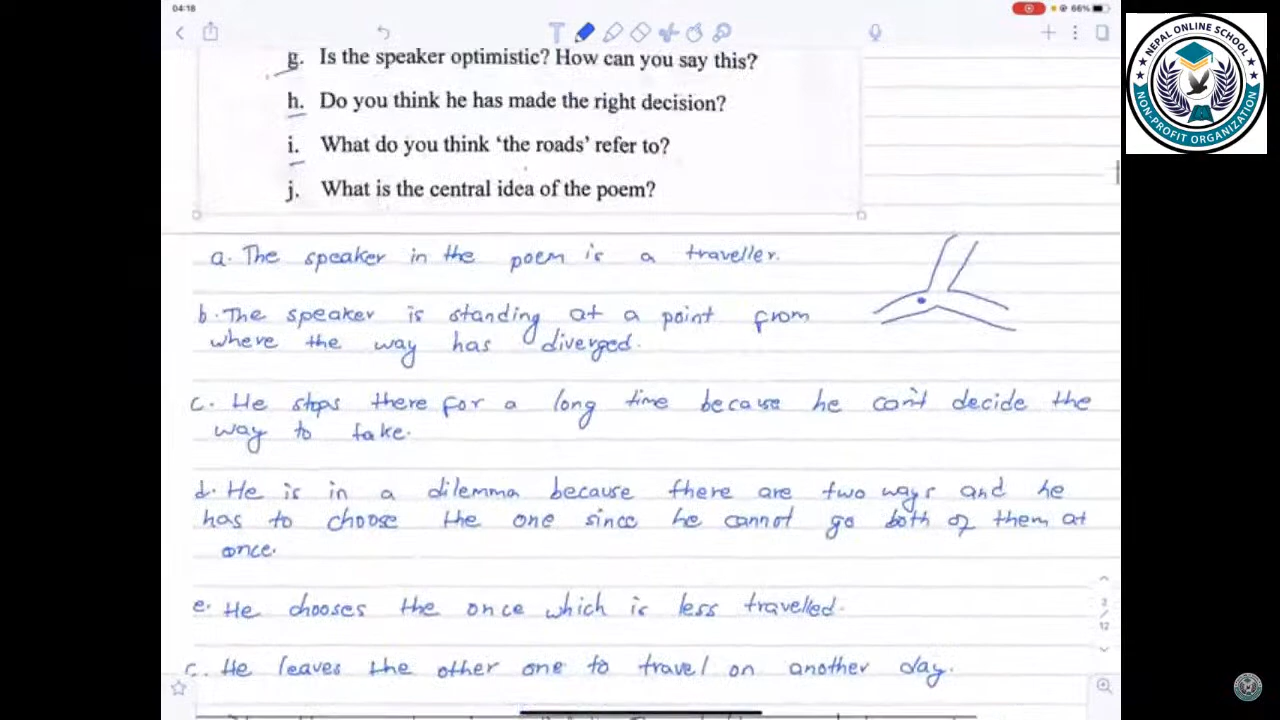 04:18
66%
g. Is the speaker optimistic? How can you say this?
h. Do you think he has made the right decision?
i. What do you think ‘the roads’ refer to?
j. What is the central idea of the poem?
a. The speaker in the poem is a traveller.
b. The speaker is standing at a point from
where the way has diverged.
c. He stops there for a long time because he can't decide the
way to take.
d. He is in a dilemma because there are two ways and he
has to choose the one since he cannot go both of them at
once.
e. He chooses the once which is less travelled.
He leaves the other one to travel on another day.
NEPAL ONLINE SCHOOL
NON-PROFIT ORGANIZATION
12